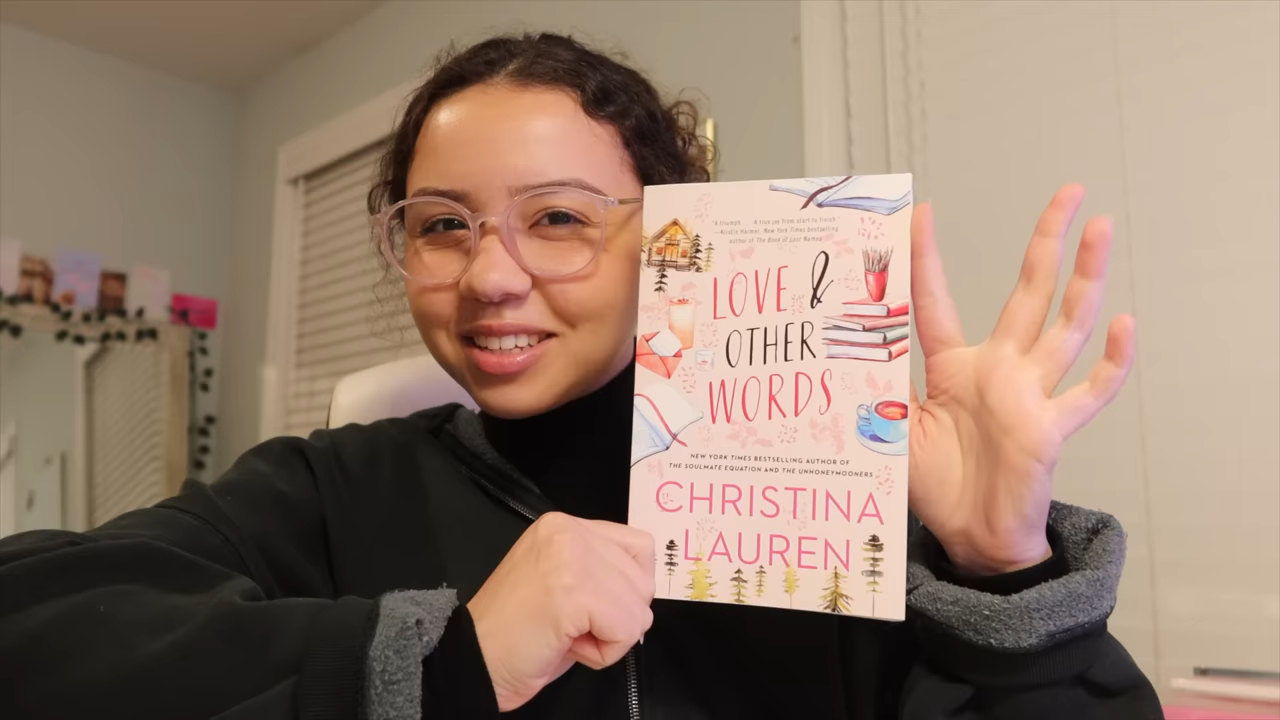 "A triumph. . . . A true joy from start to finish."
—Kristin Harmel, New York Times bestselling
author of The Book of Lost Names
LOVE &
OTHER
WORDS
NEW YORK TIMES BESTSELLING AUTHOR OF
THE SOULMATE EQUATION AND THE UNHONEYMOONERS
CHRISTINA
LAUREN